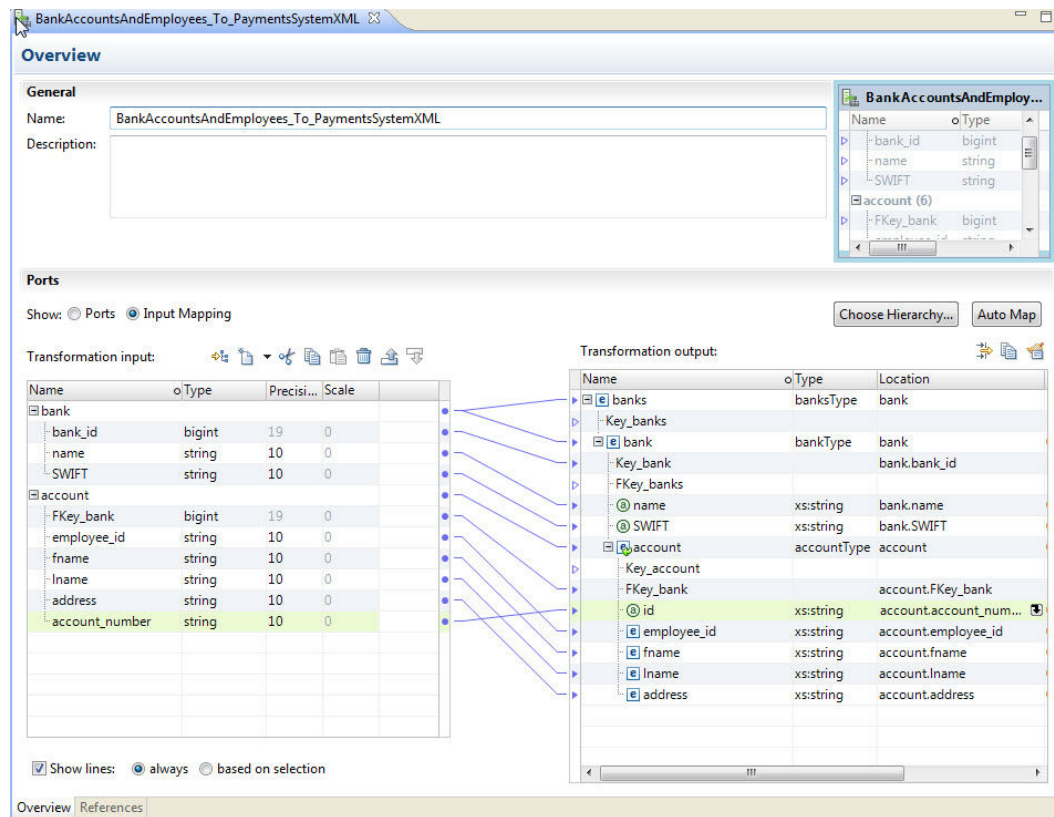 BankAccountsAndEmployees_To_PaymentsSystemXML
Overview
General
Name: BankAccountsAndEmployees_To_PaymentsSystemXML
Description:
BankAccountsAndEmploy...
Name Type
bank_id bigint
name string
SWIFT string
account (6)
FKey_bank bigint
Ports
Show: Ports Input Mapping
Choose Hierarchy... Auto Map
Transformation input:
Name Type Precisi... Scale
bank
bank_id bigint 19 0
name string 10 0
SWIFT string 10 0
account
FKey_bank bigint 19 0
employee_id string 10 0
fname string 10 0
lname string 10 0
address string 10 0
account_number string 10 0
Transformation output:
Name Type Location
banks banksType bank
Key_banks
bank bankType bank
Key_bank bank.bank_id
FKey_banks
name xs:string bank.name
SWIFT xs:string bank.SWIFT
account accountType account
Key_account
FKey_bank account.FKey_bank
id xs:string account.account_num...
employee_id xs:string account.employee_id
fname xs:string account.fname
lname xs:string account.lname
address xs:string account.address
Show lines: always based on selection
Overview References